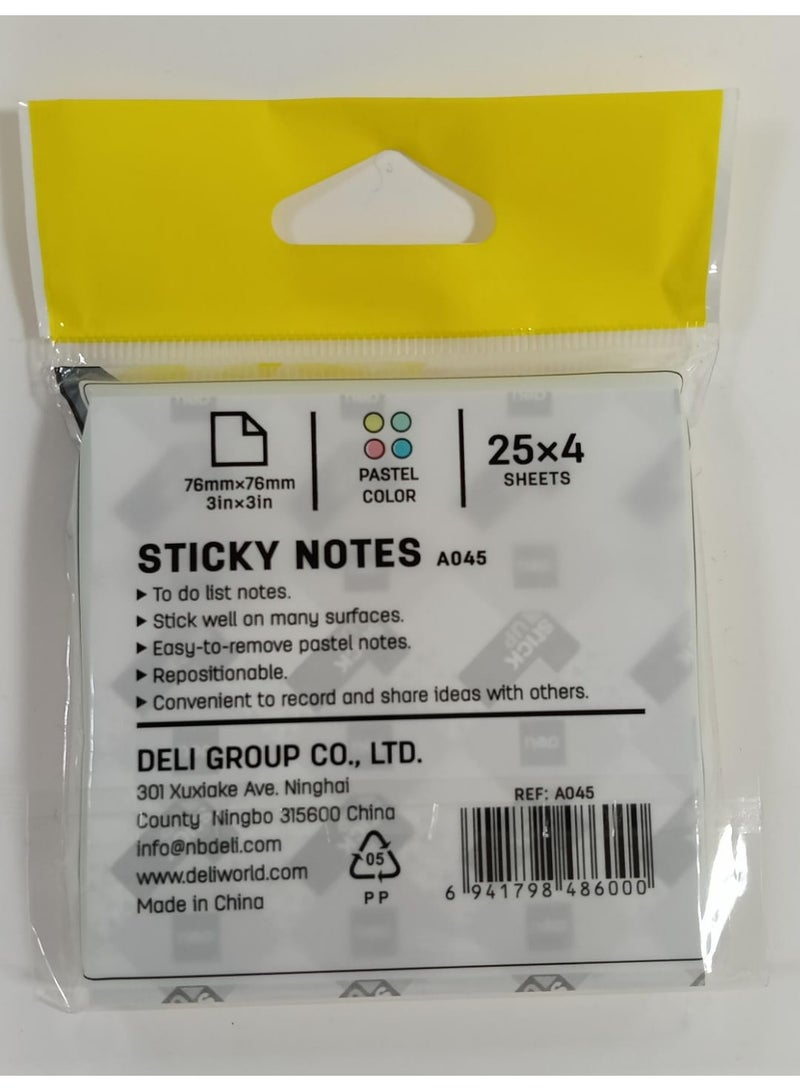 76mm×76mm
3in×3in
PASTEL
COLOR
25×4
SHEETS
STICKY NOTES A045
▶ To do list notes.
▶ Stick well on many surfaces.
▶ Easy-to-remove pastel notes.
▶ Repositionable.
▶ Convenient to record and share ideas with others.
DELI GROUP CO., LTD.
301 Xuxiake Ave. Ninghai
County Ningbo 315600 China
info@nbdeli.com
www.deliworld.com
Made in China
05
PP
REF: A045
6 941798 486000
deli
STICK UP